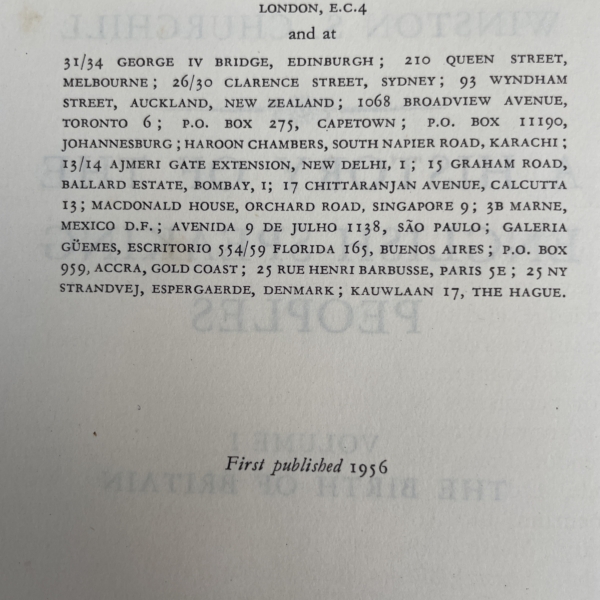 LONDON, E.C.4
and at
31/34 GEORGE IV BRIDGE, EDINBURGH; 210 QUEEN STREET,
MELBOURNE; 26/30 CLARENCE STREET, SYDNEY; 93 WYNDHAM
STREET, AUCKLAND, NEW ZEALAND; 1068 BROADVIEW AVENUE,
TORONTO 6; P.O. BOX 275, CAPETOWN; P.O. BOX 11190,
JOHANNESBURG; HAROON CHAMBERS, SOUTH NAPIER ROAD, KARACHI;
13/14 AJMERI GATE EXTENSION, NEW DELHI, 1; 15 GRAHAM ROAD,
BALLARD ESTATE, BOMBAY, 1; 17 CHITTARANJAN AVENUE, CALCUTTA
13; MACDONALD HOUSE, ORCHARD ROAD, SINGAPORE 9; 3B MARNE,
MEXICO D.F.; AVENIDA 9 DE JULHO 1138, SÃO PAULO; GALERIA
GÜEMES, ESCRITORIO 554/59 FLORIDA 165, BUENOS AIRES; P.O. BOX
959, ACCRA, GOLD COAST; 25 RUE HENRI BARBUSSE, PARIS 5E; 25 NY
STRANDVEJ, ESPERGAERDE, DENMARK; KAUWLAAN 17, THE HAGUE.
First published 1956